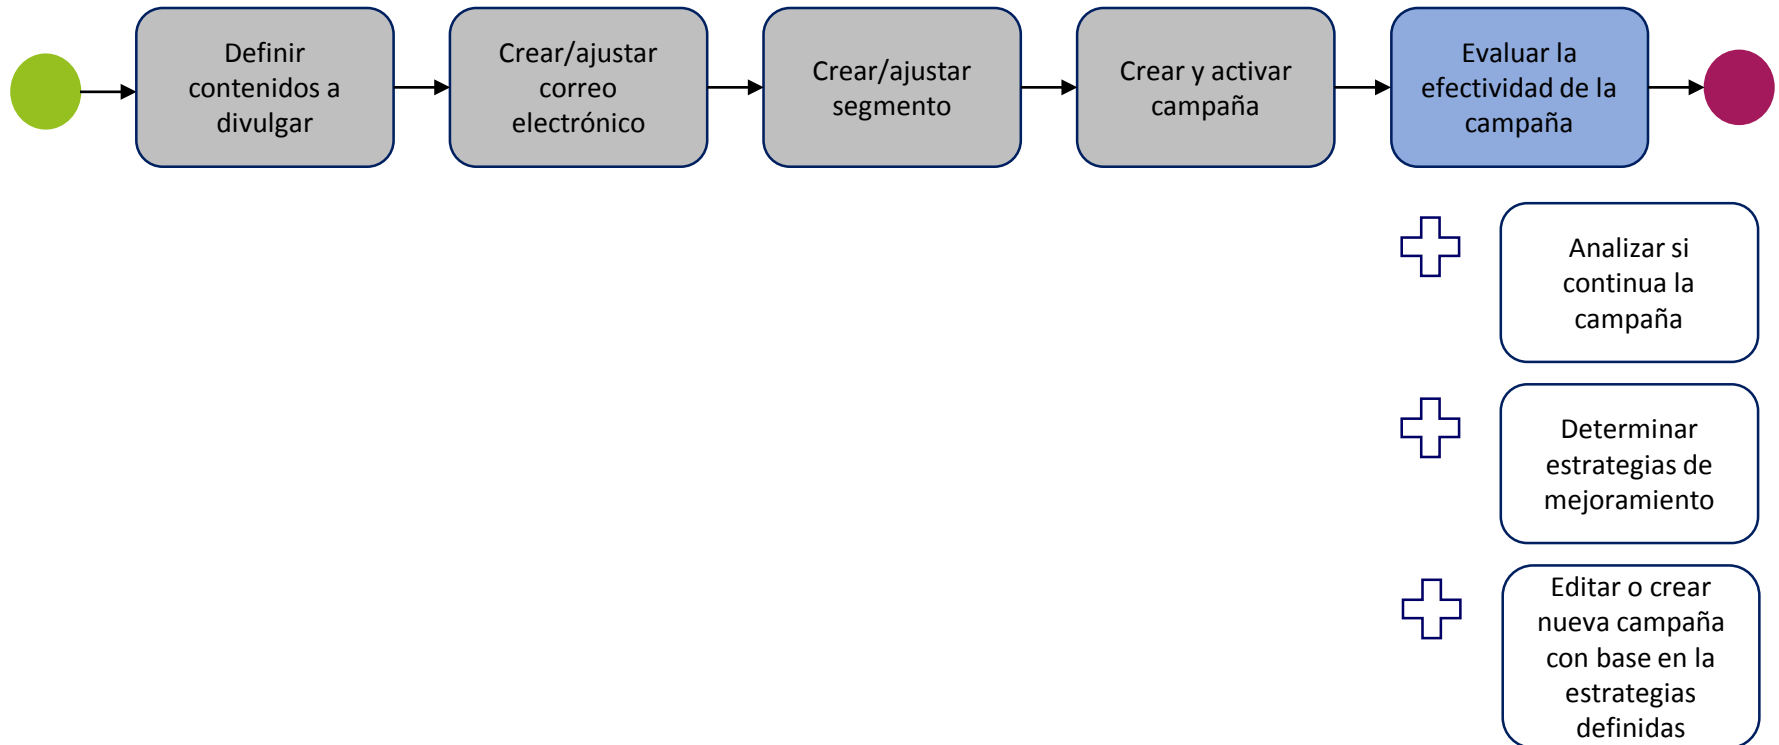 Definir
contenidos a
divulgar
Crear/ajustar
correo
electrónico
Crear/ajustar
segmento
Crear y activar
campaña
Evaluar la
efectividad de la
campaña
Analizar si
continua la
campaña
Determinar
estrategias de
mejoramiento
Editar o crear
nueva campaña
con base en la
estrategias
definidas